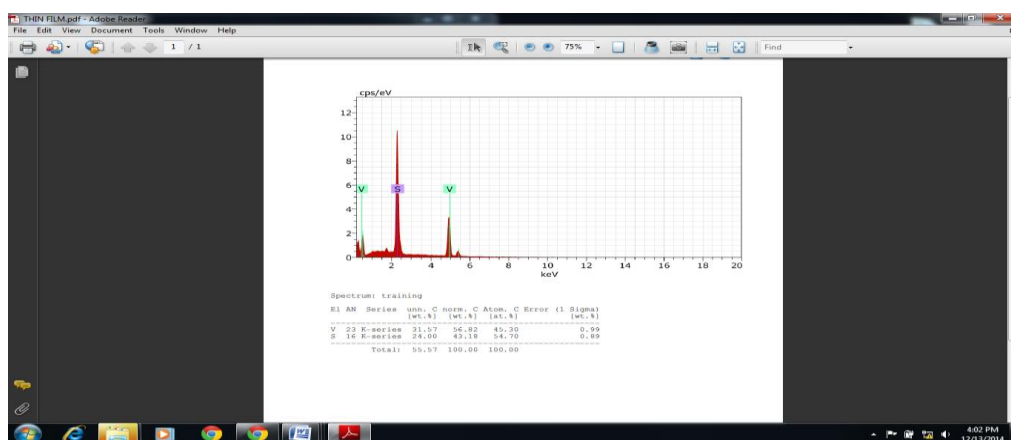 THIN FILM.pdf - Adobe Reader
File Edit View Document Tools Window Help
1 / 1 75% Find
cps/eV
12
10
8
6
4
2
0
V S V
2 4 6 8 10 12 14 16 18 20
keV
Spectrum: training
El AN Series unn. C norm. C Atom. C Error (1 Sigma)
[wt.%] [wt.%] [at.%] [wt.%]
V 23 K-series 31.57 56.82 45.30 0.99
S 16 K-series 24.00 43.18 54.70 0.89
Total: 55.57 100.00 100.00
4:02 PM
12/13/2014